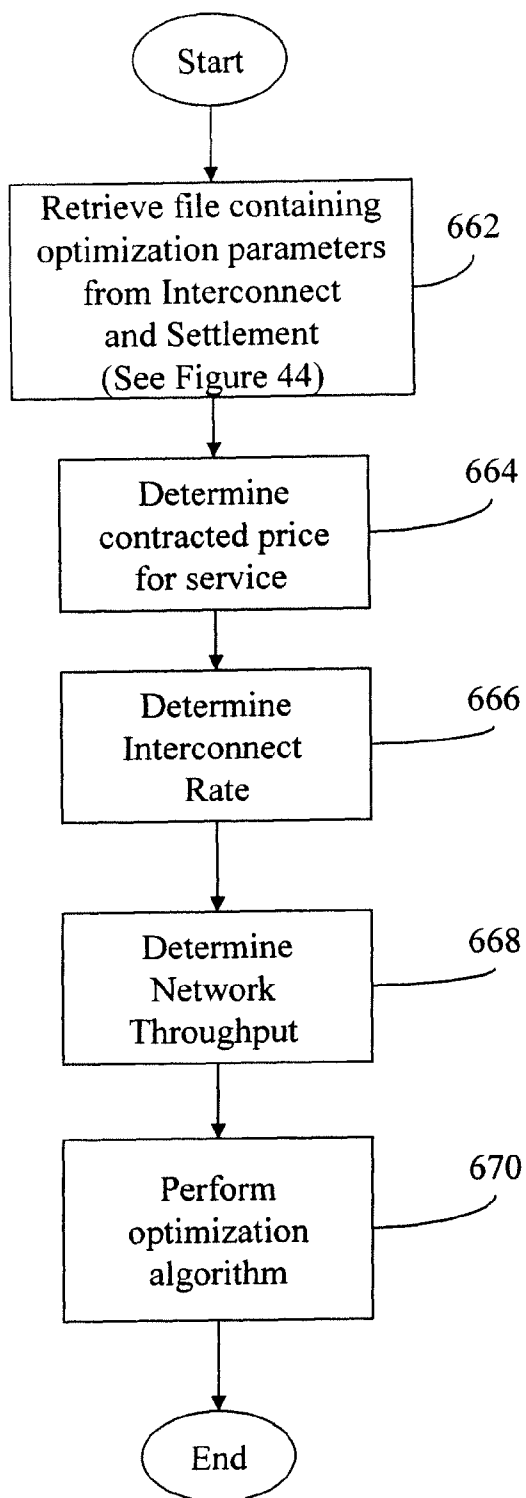 Start
Retrieve file containing
optimization parameters
from Interconnect
and Settlement
(See Figure 44)
662
Determine
contracted price
for service
664
Determine
Interconnect
Rate
666
Determine
Network
Throughput
668
Perform
optimization
algorithm
670
End